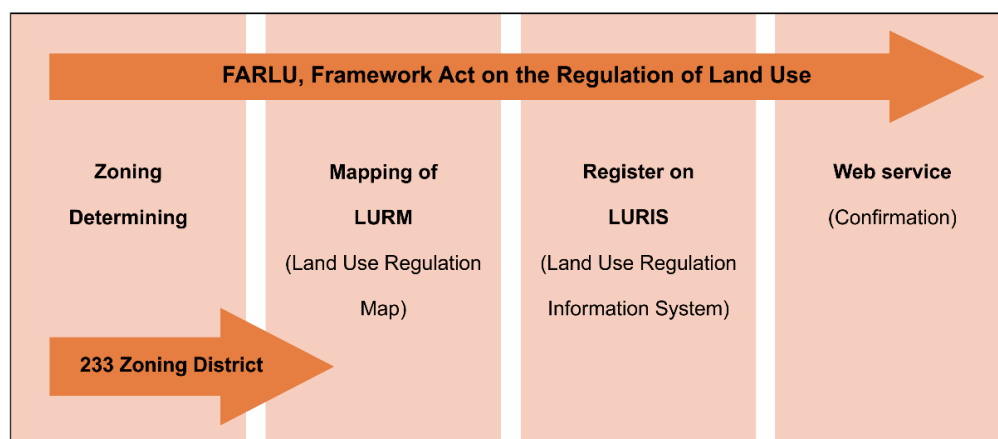 FARLU, Framework Act on the Regulation of Land Use
Zoning
Determining
Mapping of
LURM
(Land Use Regulation
Map)
Register on
LURIS
(Land Use Regulation
Information System)
Web service
(Confirmation)
233 Zoning District